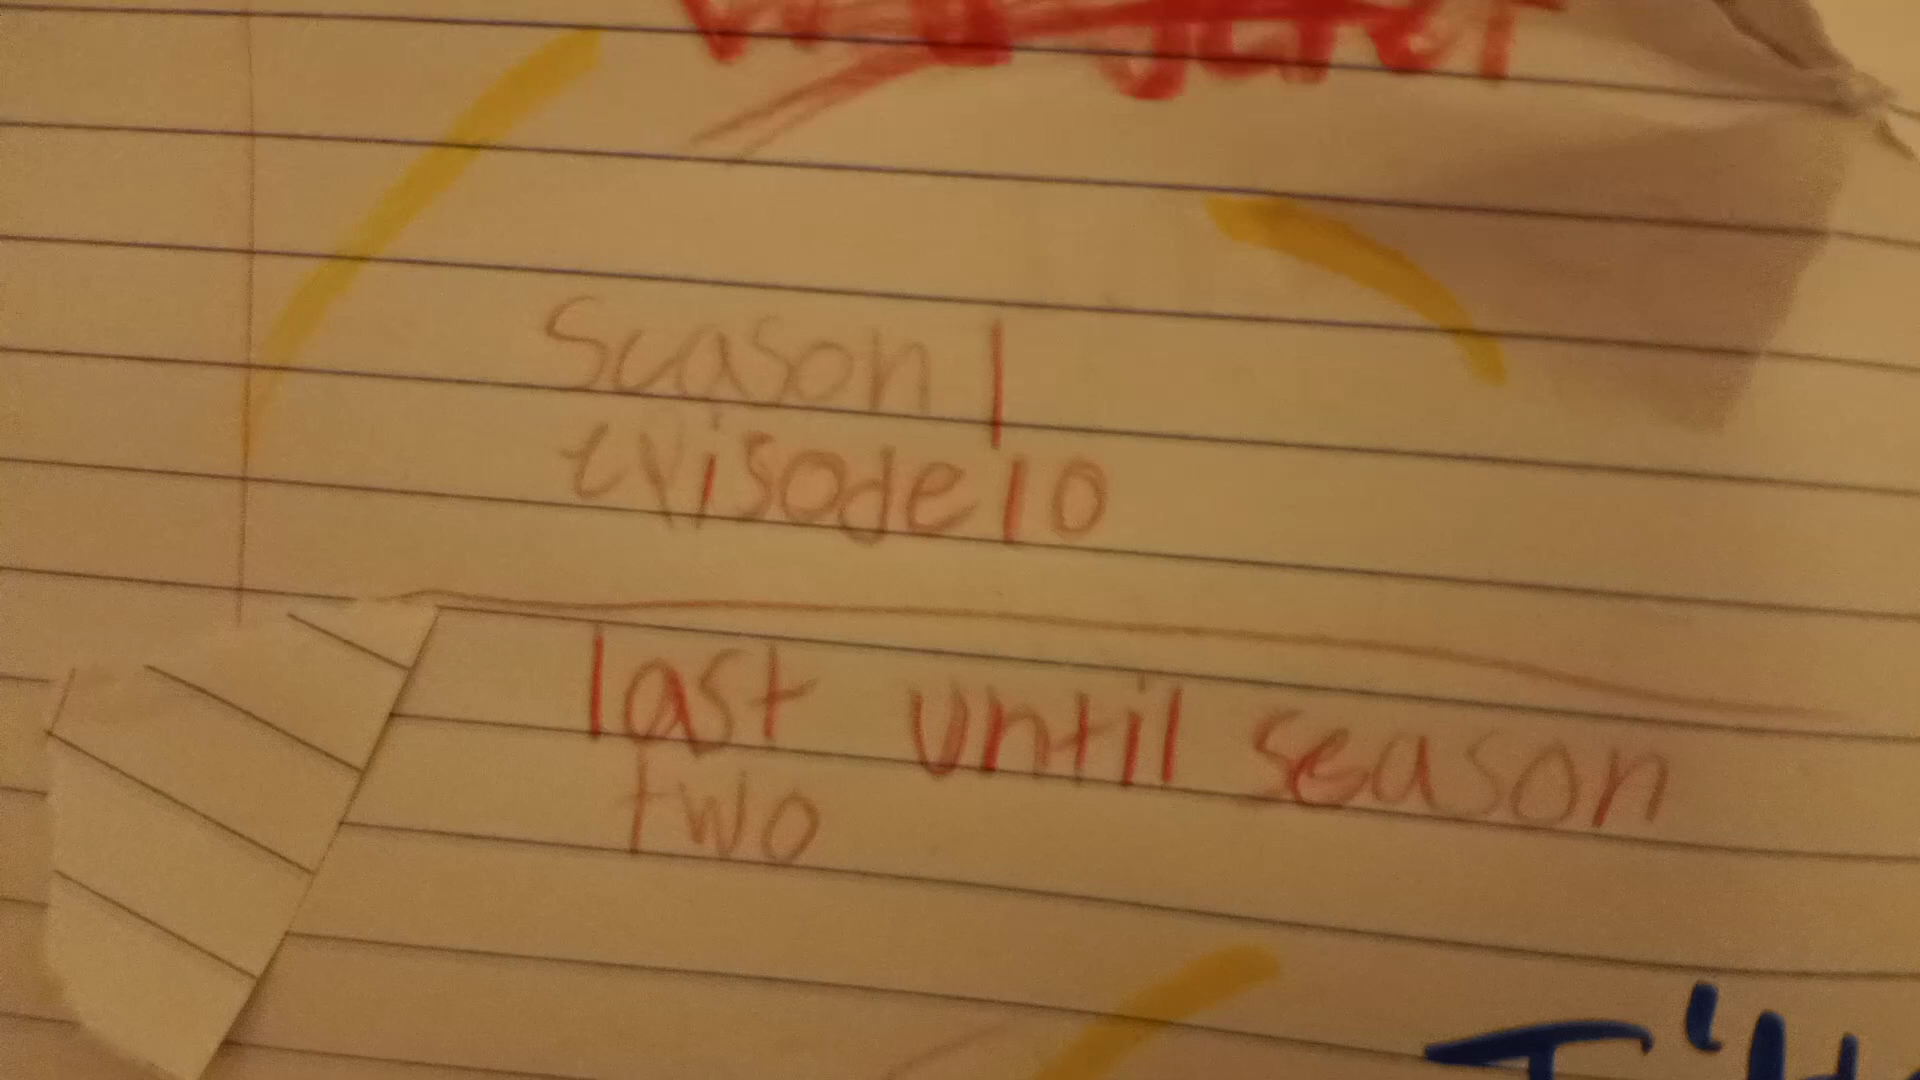 Season 1
episode 10
last until season
two